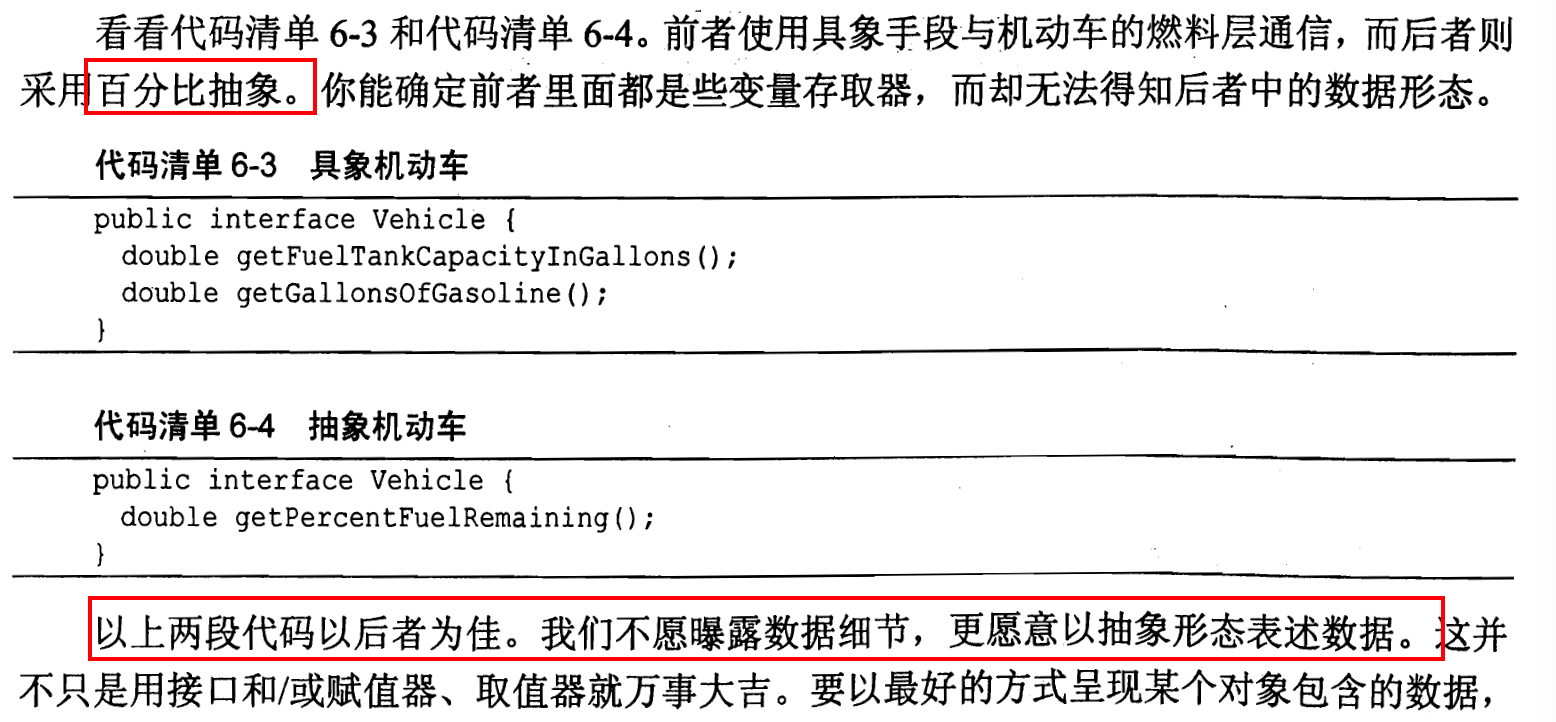 看看代码清单 6-3 和代码清单 6-4。前者使用具象手段与机动车的燃料层通信，而后者则
采用百分比抽象。你能确定前者里面都是些变量存取器，而却无法得知后者中的数据形态。
代码清单 6-3 具象机动车
public interface Vehicle {
double getFuelTankCapacityInGallons();
double getGallonsOfGasoline();
}
代码清单 6-4 抽象机动车
public interface Vehicle {
double getPercentFuelRemaining();
}
以上两段代码以后者为佳。我们不愿曝露数据细节，更愿意以抽象形态表述数据。这并
不只是用接口和/或赋值器、取值器就万事大吉。要以最好的方式呈现某个对象包含的数据，